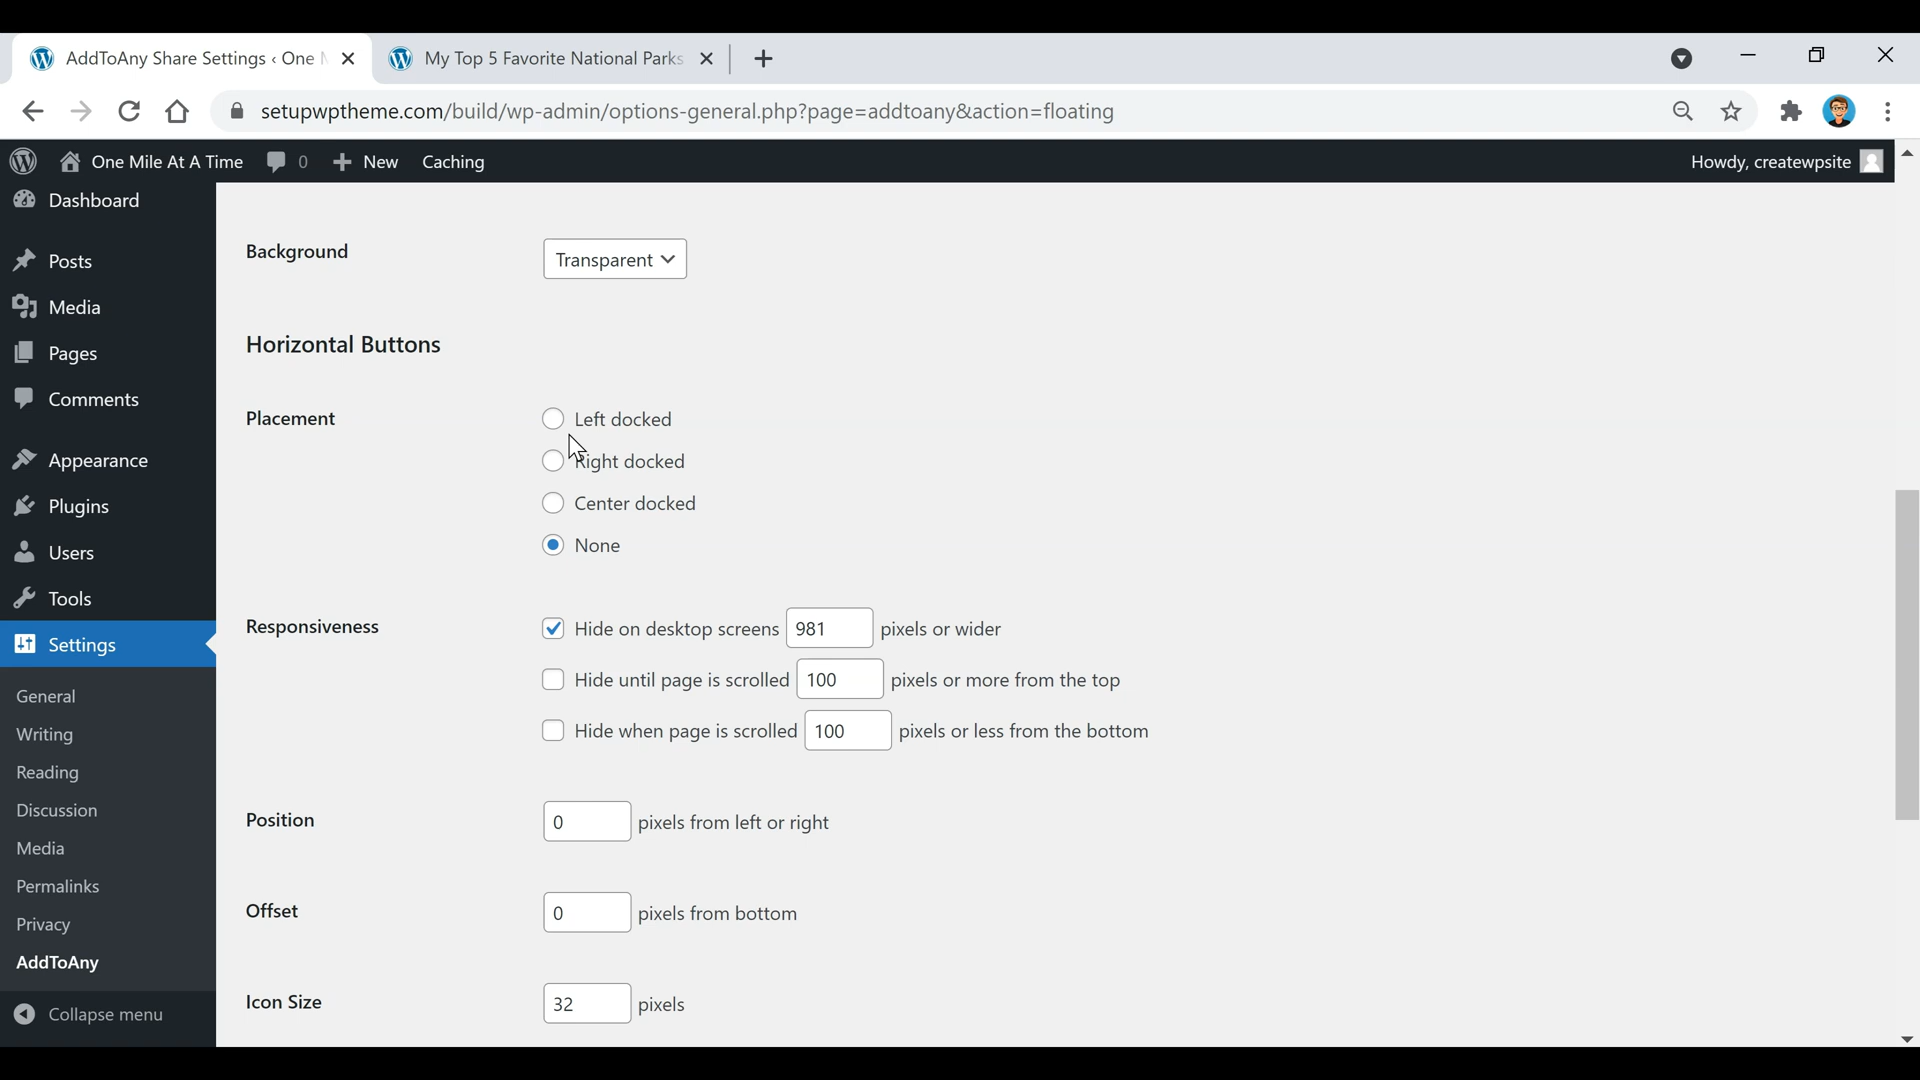 AddToAny Share Settings ‹ One
My Top 5 Favorite National Parks
setupwptheme.com/build/wp-admin/options-general.php?page=addtoany&action=floating
One Mile At A Time 0 New Caching Howdy, createwpsite
Dashboard
Posts
Media
Pages
Comments
Appearance
Plugins
Users
Tools
Settings
General
Writing
Reading
Discussion
Media
Permalinks
Privacy
AddToAny
Collapse menu
Background Transparent
Horizontal Buttons
Placement Left docked
Right docked
Center docked
None
Responsiveness Hide on desktop screens 981 pixels or wider
Hide until page is scrolled 100 pixels or more from the top
Hide when page is scrolled 100 pixels or less from the bottom
Position 0 pixels from left or right
Offset 0 pixels from bottom
Icon Size 32 pixels